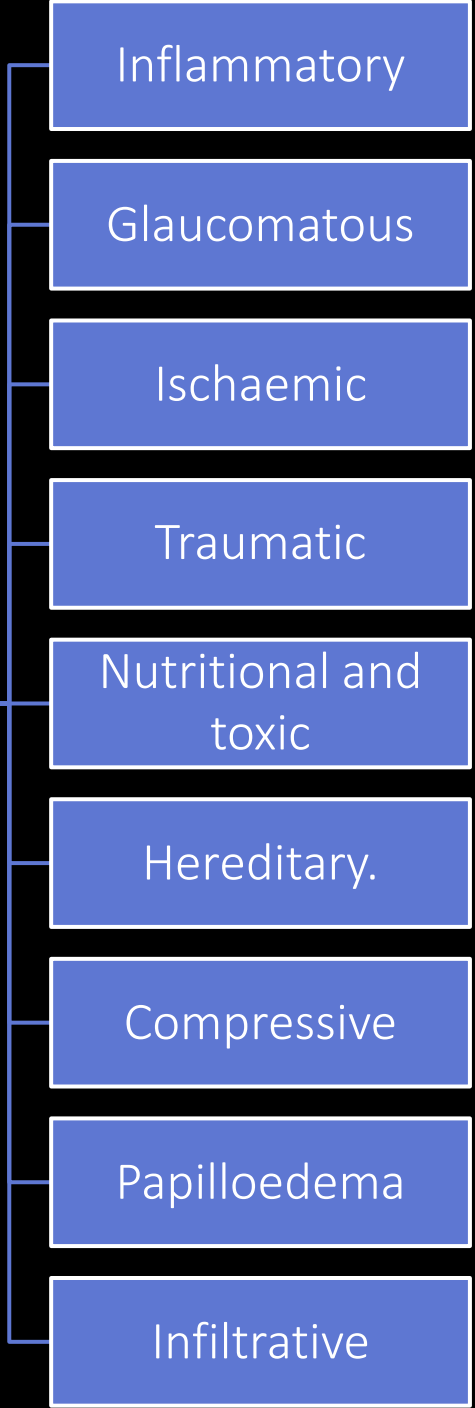 Inflammatory
Glaucomatous
Ischaemic
Traumatic
Nutritional and
toxic
Hereditary.
Compressive
Papilloedema
Infiltrative